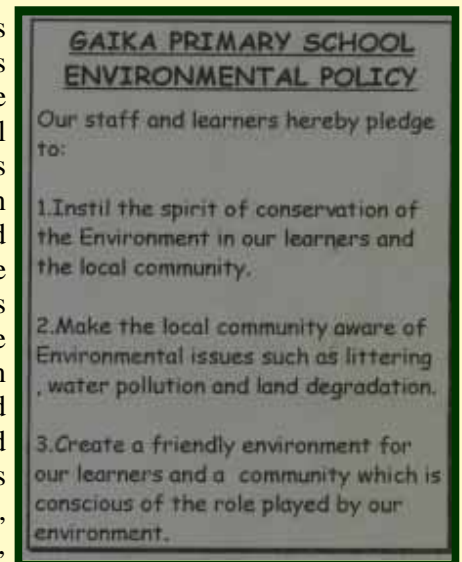 GAIKA PRIMARY SCHOOL
ENVIRONMENTAL POLICY
Our staff and learners hereby pledge
to:
1.Instil the spirit of conservation of
the Environment in our learners and
the local community.
2.Make the local community aware of
Environmental issues such as littering
, water pollution and land degradation.
3.Create a friendly environment for
our learners and a community which is
conscious of the role played by our
environment.